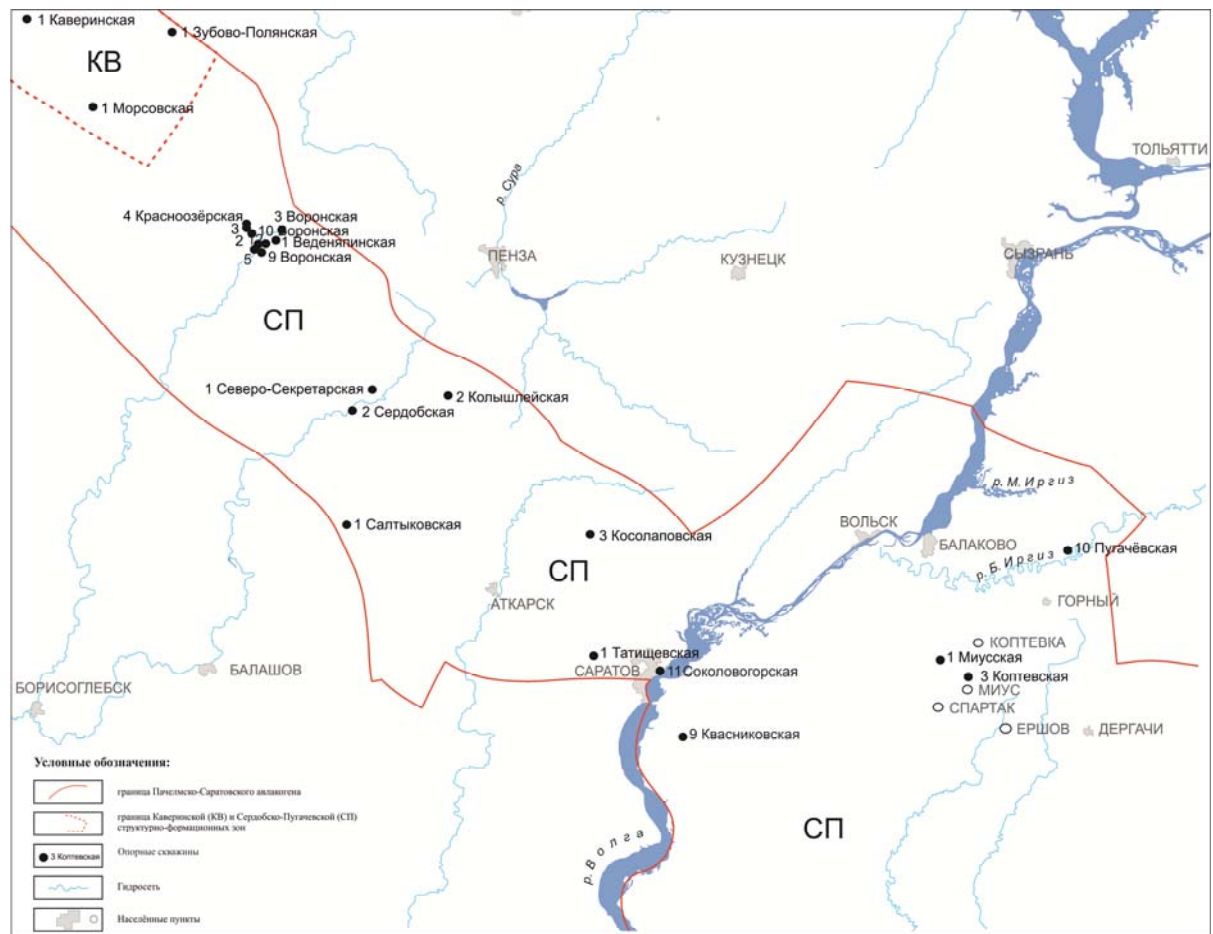 1 Каверинская
1 Зубово-Полянская
КВ
1 Морсовская
ТОЛЬЯТТИ
р. Сура
4 Красноозёрская
3 Воронская
3
10 Воронская
2
1 Веденяпинская
5
9 Воронская
ПЕНЗА
КУЗНЕЦК
СЫЗРАНЬ
СП
1 Северо-Секретарская
2 Колышлейская
2 Сердобская
р. М. Иргиз
1 Салтыковская
3 Косолаповская
ВОЛЬСК
БАЛАКОВО
10 Пугачёвская
р. Б. Иргиз
СП
АТКАРСК
ГОРНЫЙ
КОПТЕВКА
1 Татищевская
1 Миусская
БАЛАШОВ
САРАТОВ
11 Соколовогорская
3 Коптевская
БОРИСОГЛЕБСК
МИУС
СПАРТАК
9 Квасниковская
ЕРШОВ
ДЕРГАЧИ
р. Волга
СП
Условные обозначения:
граница Пачелмско-Саратовского авлакогена
граница Каверинской (КВ) и Сердобско-Пугачевской (СП)
структурно-формационных зон
3 Коптевская
Опорные скважины
Гидросеть
Населённые пункты